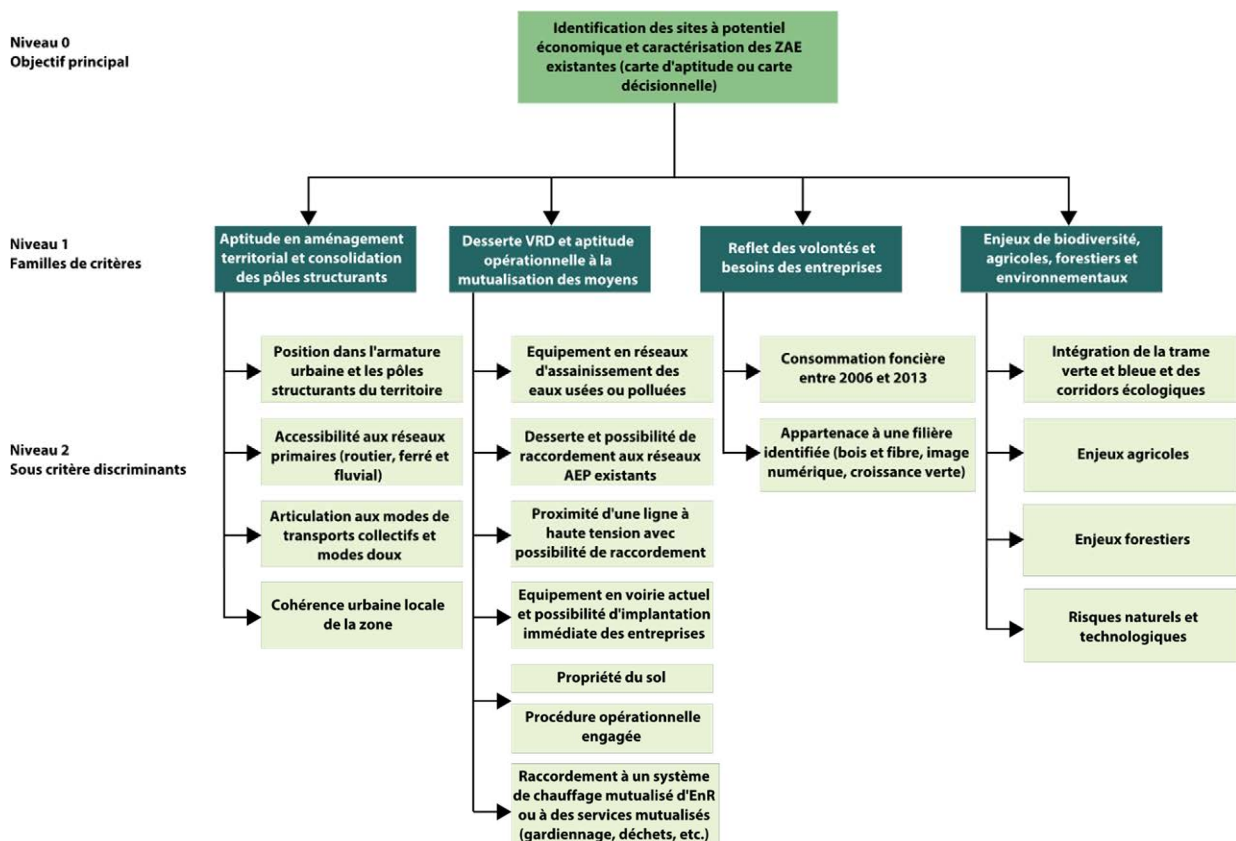 Niveau 0
Objectif principal
Identification des sites à potentiel
économique et caractérisation des ZAE
existantes (carte d'aptitude ou carte
décisionnelle)
Niveau 1
Familles de critères
Aptitude en aménagement
territorial et consolidation
des pôles structurants
Desserte VRD et aptitude
opérationnelle à la
mutualisation des moyens
Reflet des volontés et
besoins des entreprises
Enjeux de biodiversité,
agricoles, forestiers et
environnementaux
Niveau 2
Sous critère discriminants
Position dans l'armature
urbaine et les pôles
structurants du territoire
Accessibilité aux réseaux
primaires (routier, ferré et
fluvial)
Articulation aux modes de
transports collectifs et
modes doux
Cohérence urbaine locale
de la zone
Equipement en réseaux
d'assainissement des
eaux usées ou polluées
Desserte et possibilité de
raccordement aux réseaux
AEP existants
Proximité d'une ligne à
haute tension avec
possibilité de raccordement
Equipement en voirie actuel
et possibilité d'implantation
immédiate des entreprises
Propriété du sol
Procédure opérationnelle
engagée
Raccordement à un système
de chauffage mutualisé d'EnR
ou à des services mutualisés
(gardiennage, déchets, etc.)
Consommation foncière
entre 2006 et 2013
Appartenace à une filière
identifiée (bois et fibre, image
numérique, croissance verte)
Intégration de la trame
verte et bleue et des
corridors écologiques
Enjeux agricoles
Enjeux forestiers
Risques naturels et
technologiques